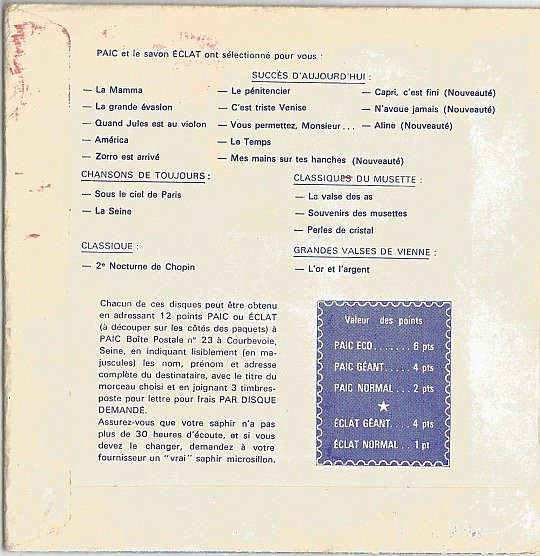 PAIC et le savon ÉCLAT ont sélectionné pour vous :
SUCCÈS D'AUJOURD'HUI :
— La Mamma
— La grande évasion
— Quand Jules est au violon
— América
— Zorro est arrivé
— Le pénitencier
— C'est triste Venise
— Vous permettez, Monsieur...
— Le Temps
— Mes mains sur tes hanches (Nouveauté)
— Capri, c'est fini (Nouveauté)
— N'avoue jamais (Nouveauté)
— Aline (Nouveauté)
CHANSONS DE TOUJOURS :
— Sous le ciel de Paris
— La Seine
CLASSIQUES DU MUSETTE :
— La valse des as
— Souvenirs des musettes
— Perles de cristal
CLASSIQUE :
— 2e Nocturne de Chopin
GRANDES VALSES DE VIENNE :
— L'or et l'argent
Chacun de ces disques peut être obtenu
en adressant 12 points PAIC ou ÉCLAT
(à découper sur les côtés des paquets) à
PAIC Boîte Postale n° 23 à Courbevoie,
Seine, en indiquant lisiblement (en ma-
juscules) les nom, prénom et adresse
complète du destinataire, avec le titre du
morceau choisi et en joignant 3 timbres-
poste pour lettre pour frais PAR DISQUE
DEMANDÉ.
Assurez-vous que votre saphir n'a pas
plus de 30 heures d'écoute, et si vous
devez le changer, demandez à votre
fournisseur un "vrai" saphir microsillon.
Valeur des points
PAIC ECO....... 6 pts
PAIC GÉANT..... 4 pts
PAIC NORMAL... 2 pts
ÉCLAT GÉANT.... 4 pts
ÉCLAT NORMAL... 1 pt